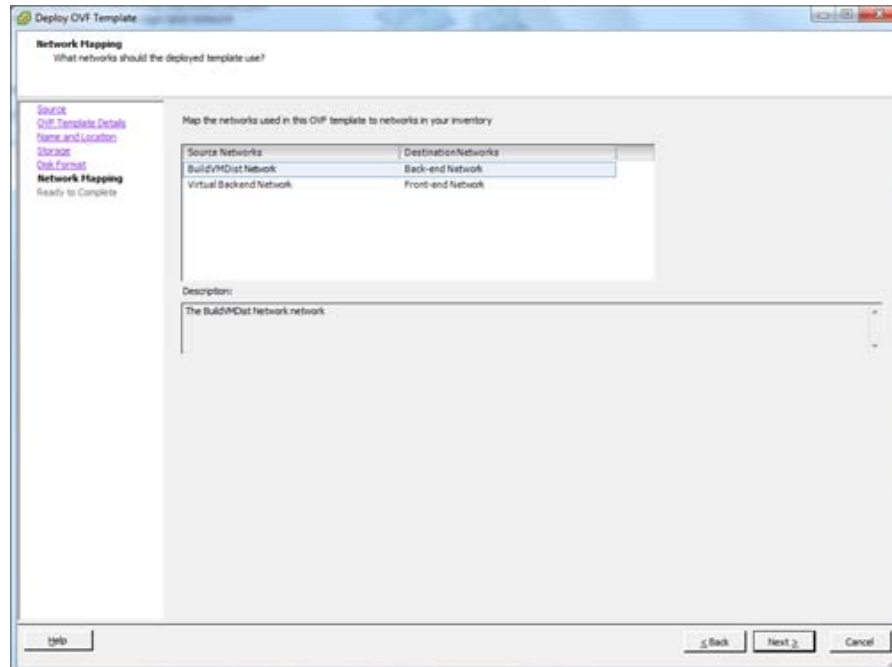 Deploy OVF Template
Network Mapping
What networks should the deployed template use?
Source
OVF Template Details
Name and Location
Storage
Disk Format
Network Mapping
Ready to Complete
Map the networks used in this OVF template to networks in your inventory
Source Networks DestinationNetworks
BuildVMDist Network Back-end Network
Virtual Backend Network Front-end Network
Description:
The BuildVMDist Network network
Help
< Back Next > Cancel